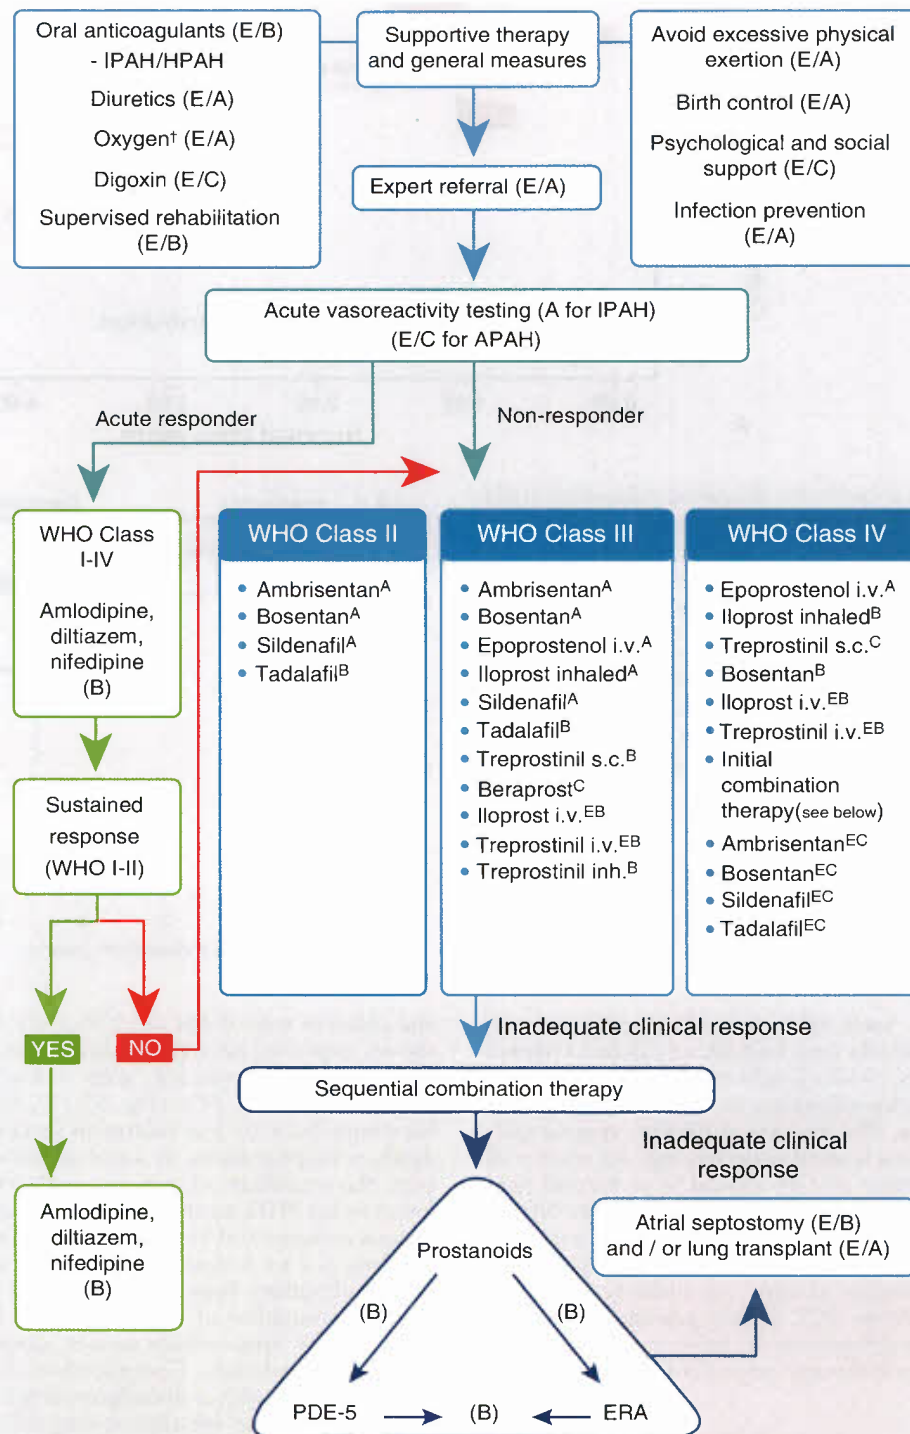 Oral anticoagulants (E/B)
- IPAH/HPAH
Diuretics (E/A)
Oxygen† (E/A)
Digoxin (E/C)
Supervised rehabilitation
(E/B)
Supportive therapy
and general measures
Avoid excessive physical
exertion (E/A)
Birth control (E/A)
Psychological and social
support (E/C)
Infection prevention
(E/A)
Expert referral (E/A)
Acute vasoreactivity testing (A for IPAH)
(E/C for APAH)
Acute responder
Non-responder
WHO Class
I-IV
Amlodipine,
diltiazem,
nifedipine
(B)
Sustained
response
(WHO I-II)
YES
NO
Amlodipine,
diltiazem,
nifedipine
(B)
WHO Class II
• Ambrisentan^A
• Bosentan^A
• Sildenafil^A
• Tadalafil^B
WHO Class III
• Ambrisentan^A
• Bosentan^A
• Epoprostenol i.v.^A
• Iloprost inhaled^A
• Sildenafil^A
• Tadalafil^B
• Treprostinil s.c.^B
• Beraprost^C
• Iloprost i.v.^EB
• Treprostinil i.v.^EB
• Treprostinil inh.^B
WHO Class IV
• Epoprostenol i.v.^A
• Iloprost inhaled^B
• Treprostinil s.c.^C
• Bosentan^B
• Iloprost i.v.^EB
• Treprostinil i.v.^EB
• Initial
combination
therapy(see below)
• Ambrisentan^EC
• Bosentan^EC
• Sildenafil^EC
• Tadalafil^EC
Inadequate clinical response
Sequential combination therapy
Inadequate clinical
response
Atrial septostomy (E/B)
and / or lung transplant (E/A)
Prostanoids
(B)
(B)
PDE-5
(B)
ERA